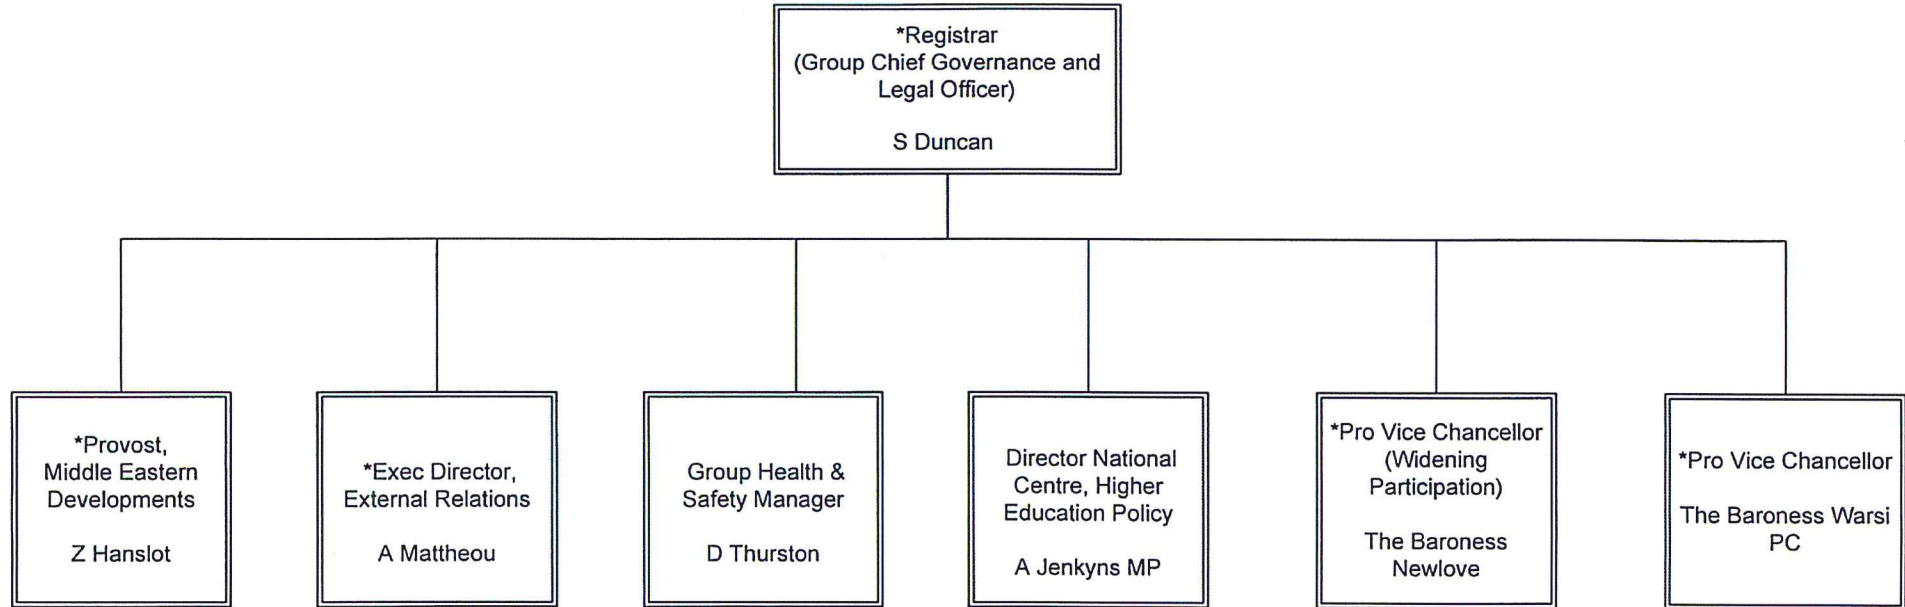 *Registrar
(Group Chief Governance and
Legal Officer)
S Duncan
*Provost,
Middle Eastern
Developments
Z Hanslot
*Exec Director,
External Relations
A Mattheou
Group Health &
Safety Manager
D Thurston
Director National
Centre, Higher
Education Policy
A Jenkyns MP
*Pro Vice Chancellor
(Widening
Participation)
The Baroness
Newlove
*Pro Vice Chancellor
The Baroness Warsi
PC